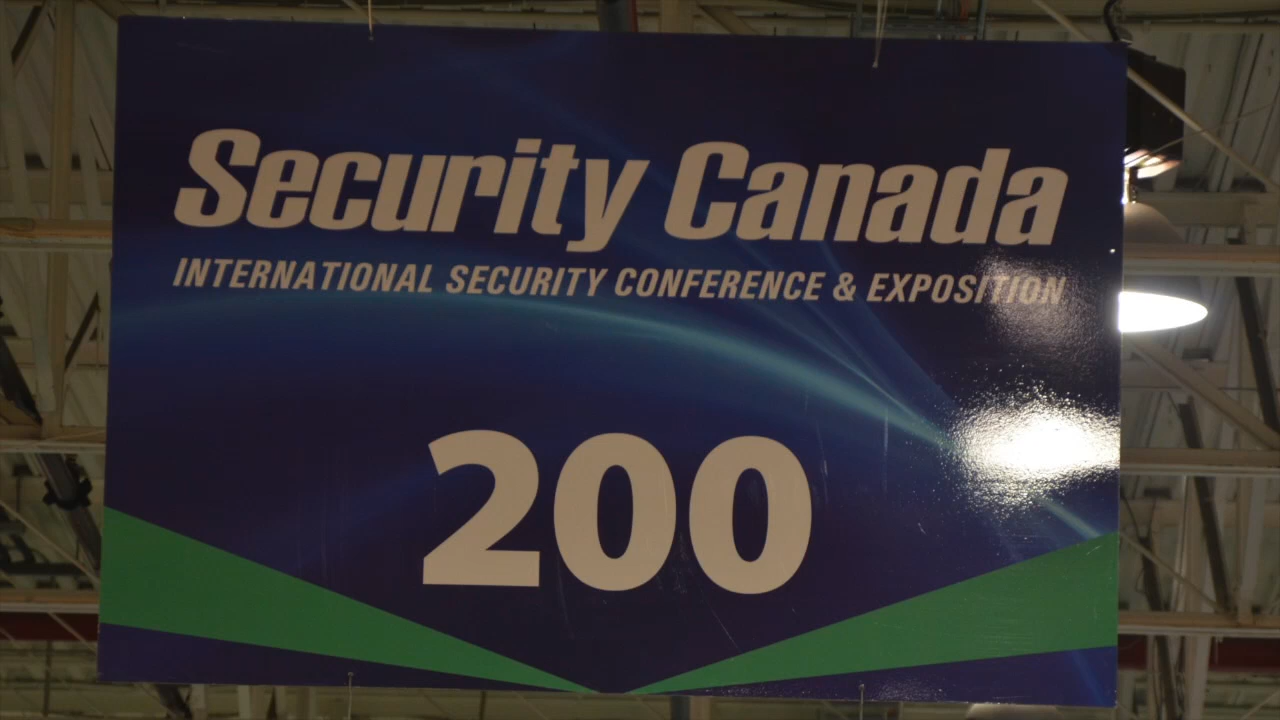 Security Canada
INTERNATIONAL SECURITY CONFERENCE & EXPOSITION
200